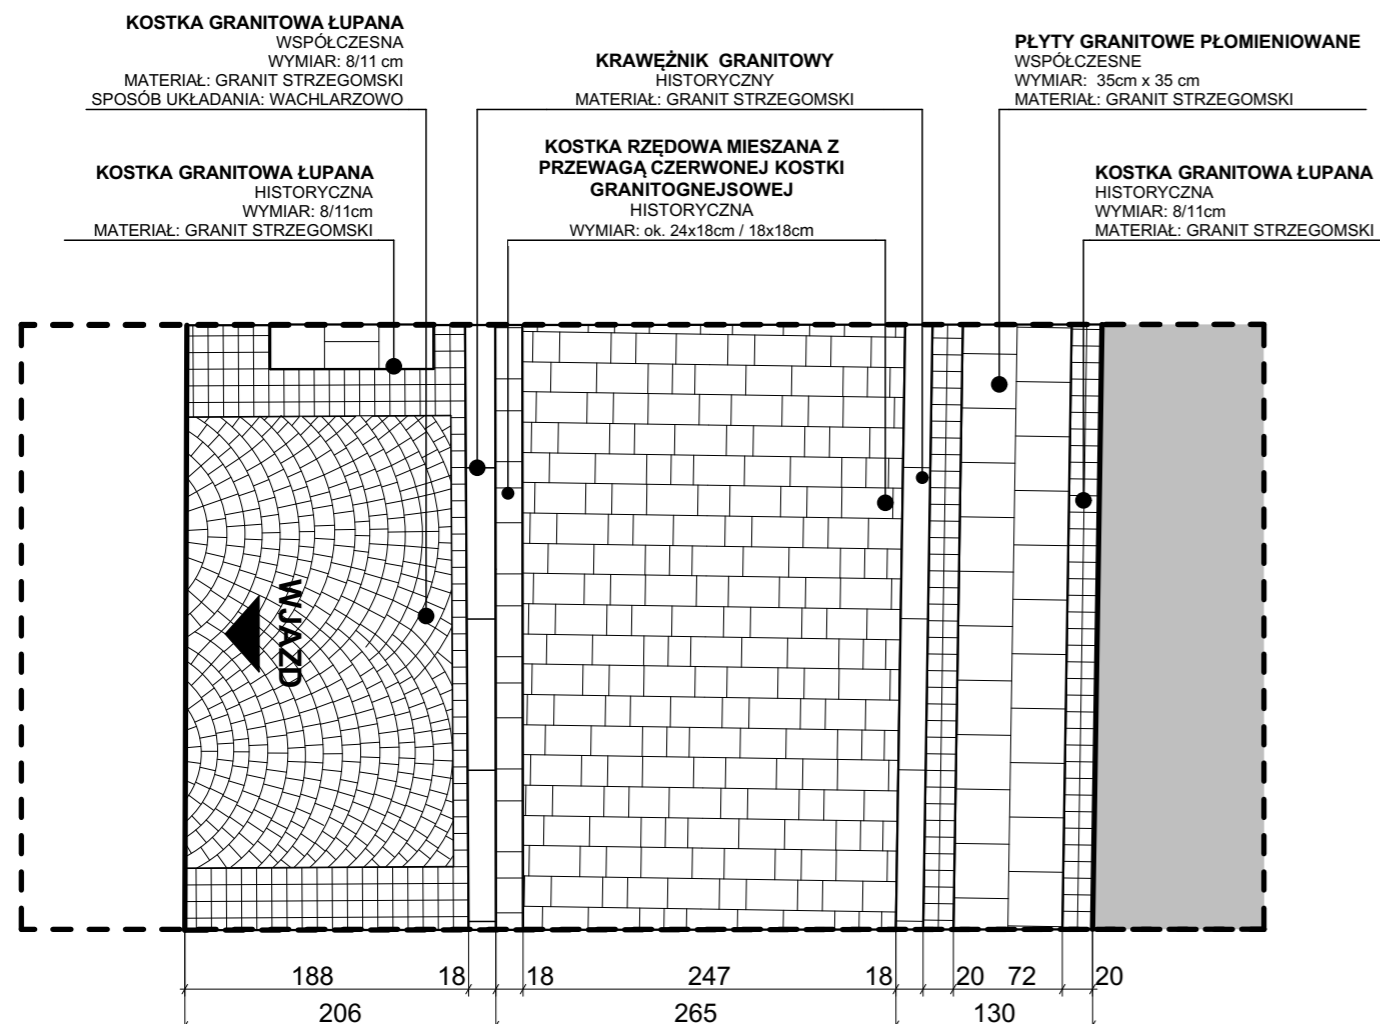 KOSTKA GRANITOWA ŁUPANA
WSPÓŁCZESNA
WYMIAR: 8/11 cm
MATERIAŁ: GRANIT STRZEGOMSKI
SPOSÓB UKŁADANIA: WACHLARZOWO
KRAWĘŻNIK GRANITOWY
HISTORYCZNY
MATERIAŁ: GRANIT STRZEGOMSKI
PŁYTY GRANITOWE PŁOMIENIOWANE
WSPÓŁCZESNE
WYMIAR: 35cm x 35 cm
MATERIAŁ: GRANIT STRZEGOMSKI
KOSTKA GRANITOWA ŁUPANA
HISTORYCZNA
WYMIAR: 8/11cm
MATERIAŁ: GRANIT STRZEGOMSKI
KOSTKA RZĘDOWA MIESZANA Z
PRZEWAGĄ CZERWONEJ KOSTKI
GRANITOGNEJSOWEJ
HISTORYCZNA
WYMIAR: ok. 24x18cm / 18x18cm
KOSTKA GRANITOWA ŁUPANA
HISTORYCZNA
WYMIAR: 8/11cm
MATERIAŁ: GRANIT STRZEGOMSKI
WJAZD
188 18 18 247 18 20 72 20
206 265 130